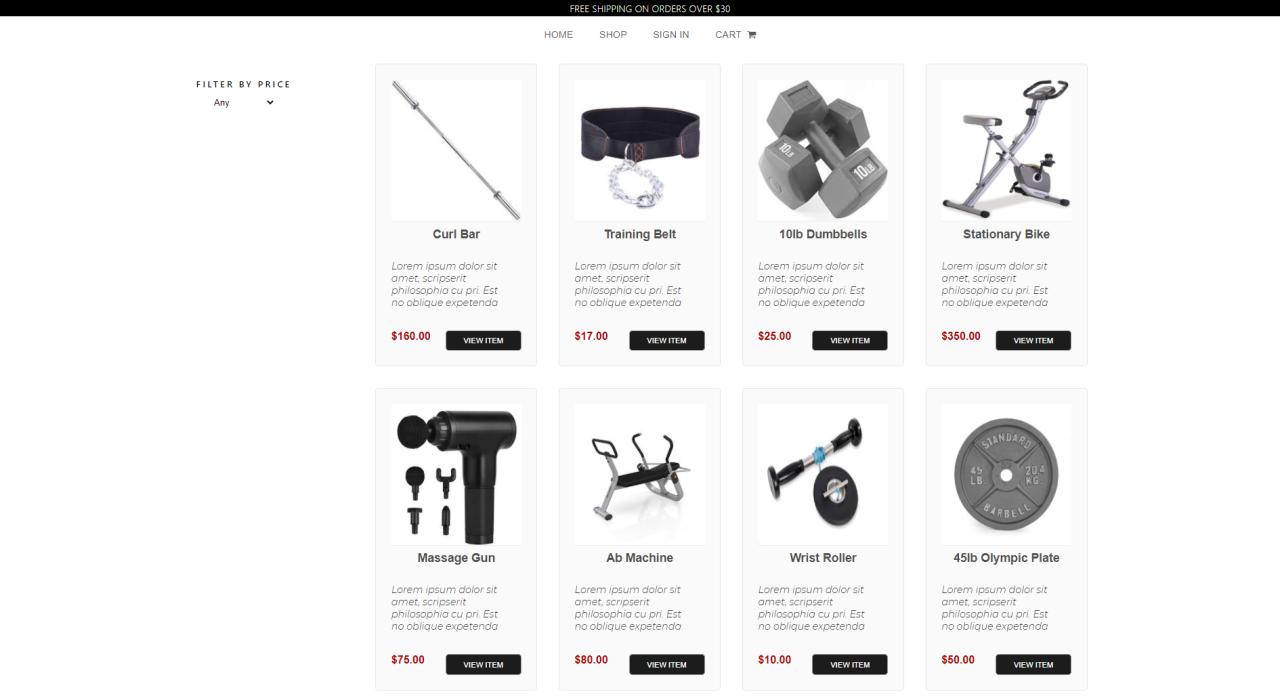 FREE SHIPPING ON ORDERS OVER $30
HOME SHOP SIGN IN CART
FILTER BY PRICE
Any
10LB
10LB
Curl Bar
Lorem ipsum dolor sit
amet, scripserit
philosophia cu pri. Est
no oblique expetenda
$160.00 VIEW ITEM
Training Belt
Lorem ipsum dolor sit
amet, scripserit
philosophia cu pri. Est
no oblique expetenda
$17.00 VIEW ITEM
10lb Dumbbells
Lorem ipsum dolor sit
amet, scripserit
philosophia cu pri. Est
no oblique expetenda
$25.00 VIEW ITEM
Stationary Bike
Lorem ipsum dolor sit
amet, scripserit
philosophia cu pri. Est
no oblique expetenda
$350.00 VIEW ITEM
Massage Gun
Lorem ipsum dolor sit
amet, scripserit
philosophia cu pri. Est
no oblique expetenda
$75.00 VIEW ITEM
Ab Machine
Lorem ipsum dolor sit
amet, scripserit
philosophia cu pri. Est
no oblique expetenda
$80.00 VIEW ITEM
Wrist Roller
Lorem ipsum dolor sit
amet, scripserit
philosophia cu pri. Est
no oblique expetenda
$10.00 VIEW ITEM
STANDARD
45 LB
20.4 KG
BARBELL
45lb Olympic Plate
Lorem ipsum dolor sit
amet, scripserit
philosophia cu pri. Est
no oblique expetenda
$50.00 VIEW ITEM